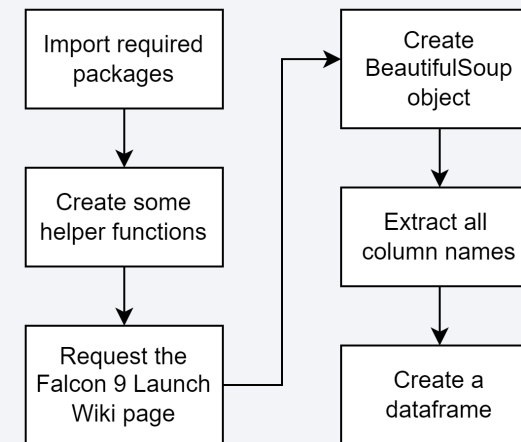 Import required
packages
Create some
helper functions
Request the
Falcon 9 Launch
Wiki page
Create
BeautifulSoup
object
Extract all
column names
Create a
dataframe